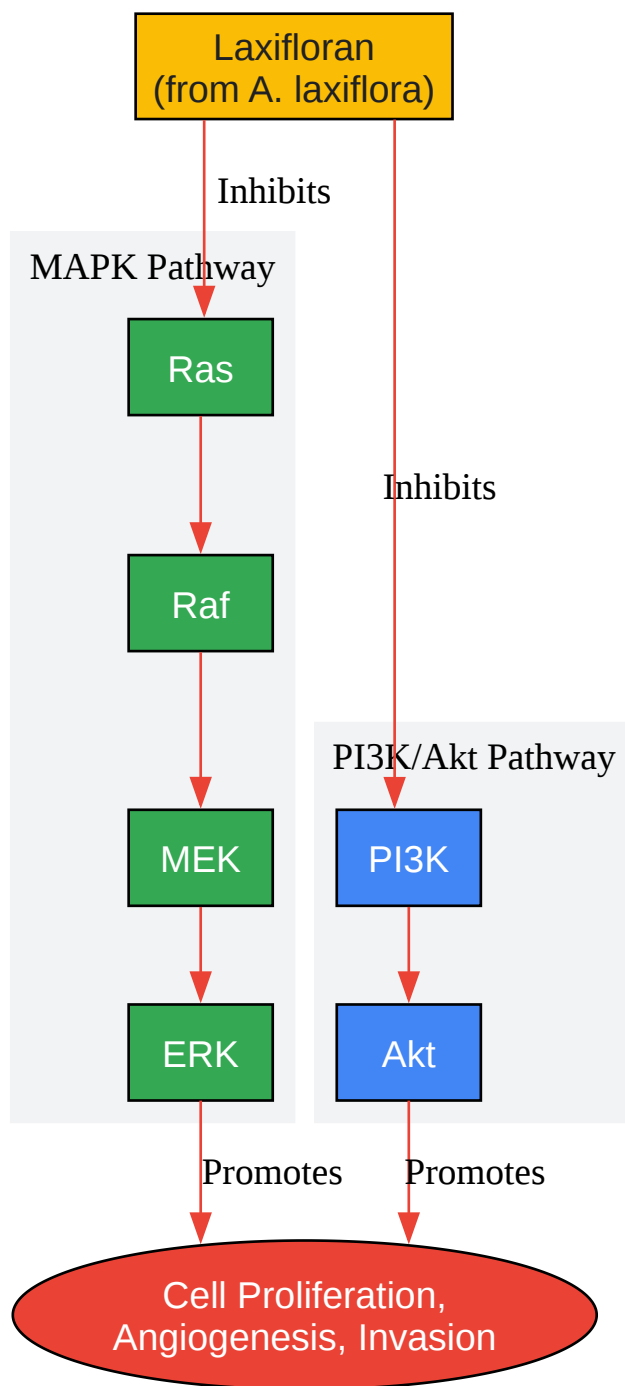 Laxifloran
(from A. laxiflora)
Inhibits
MAPK Pathway
Ras
Inhibits
Raf
PI3K/Akt Pathway
MEK
PI3K
ERK
Akt
Promotes
Promotes
Cell Proliferation,
Angiogenesis, Invasion